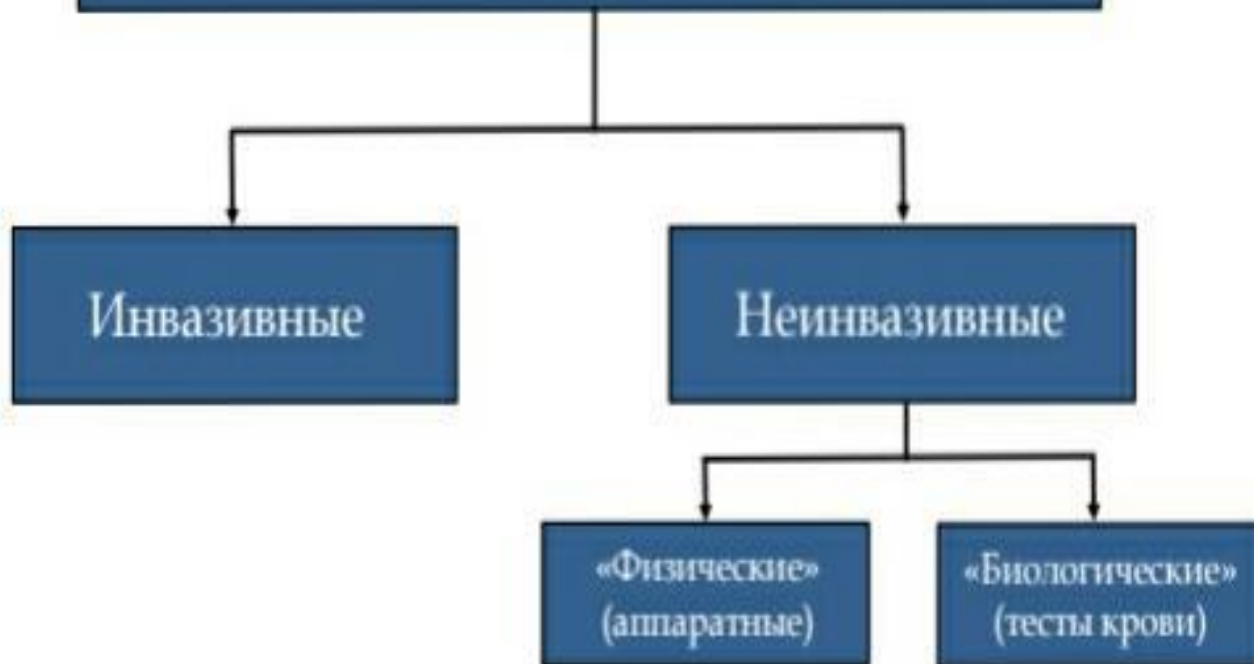 Инвазивные
Неинвазивные
«Физические»
(аппаратные)
«Биологические»
(тесты крови)